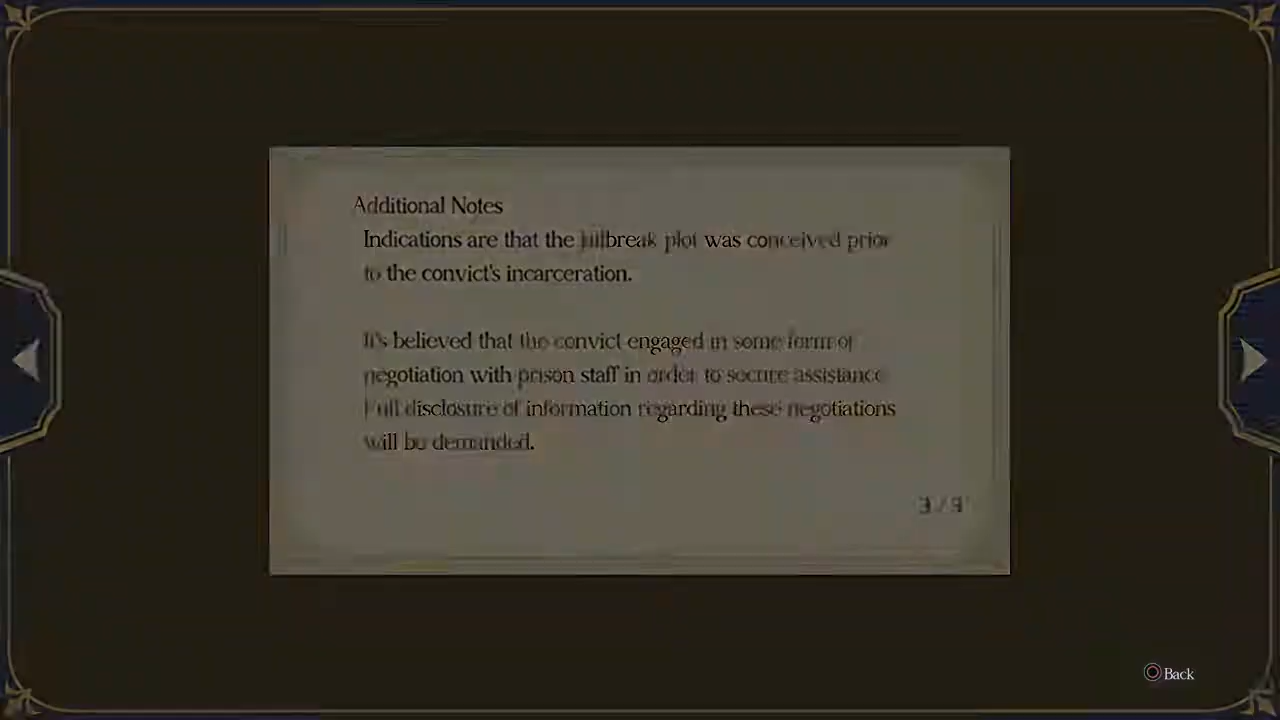 Additional Notes
Indications are that the jailbreak plot was conceived prior
to the convict's incarceration.
It's believed that the convict engaged in some form of
negotiation with prison staff in order to secure assistance.
Full disclosure of information regarding these negotiations
will be demanded.
Back